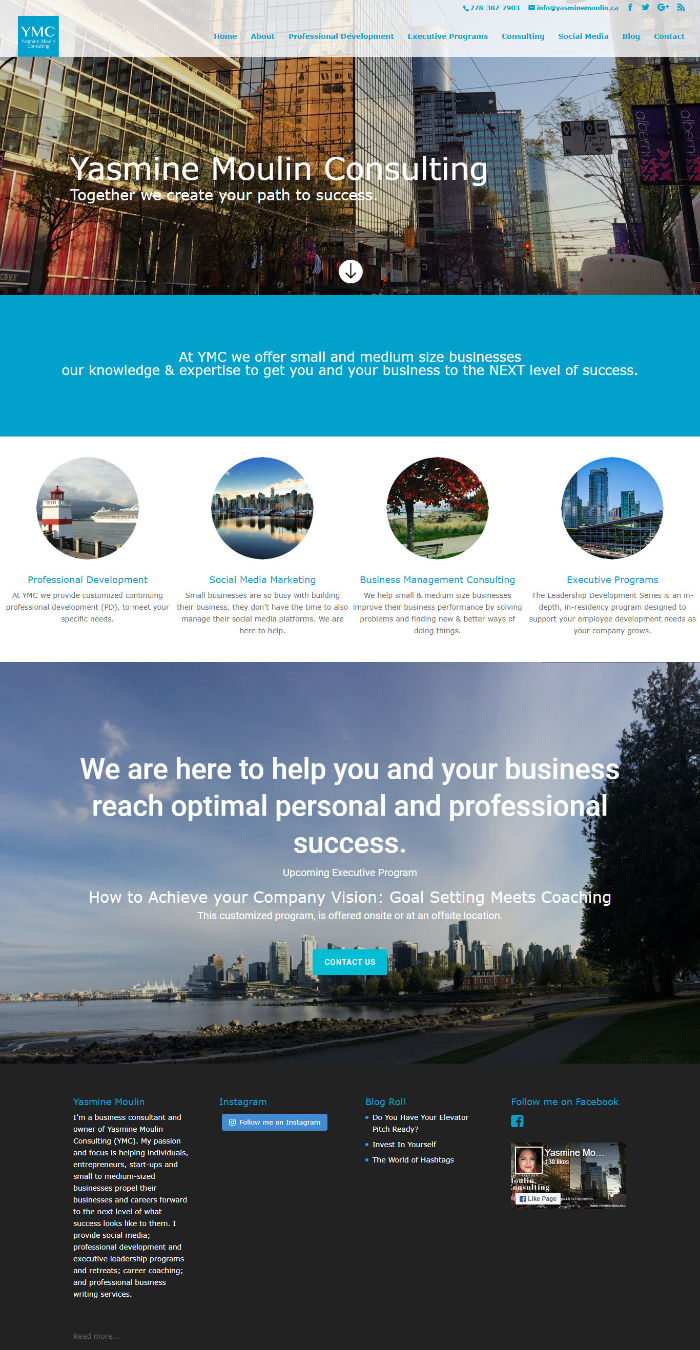 778-387-7903 info@yasminemoulin.ca
YMC
Yasmine Moulin
Consulting
Home About Professional Development Executive Programs Consulting Social Media Blog Contact
alberni
Yasmine Moulin Consulting
Together we create your path to success.
At YMC we offer small and medium size businesses
our knowledge & expertise to get you and your business to the NEXT level of success.
Professional Development
At YMC we provide customized continuing
professional development (PD), to meet your
specific needs.
Social Media Marketing
Small businesses are so busy with building
their business, they don't have the time to also
manage their social media platforms. We are
here to help.
Business Management Consulting
We help small & medium size businesses
improve their business performance by solving
problems and finding new & better ways of
doing things.
Executive Programs
The Leadership Development Series is an in-
depth, in-residency program designed to
support your employee development needs as
your company grows.
We are here to help you and your business
reach optimal personal and professional
success.
Upcoming Executive Program
How to Achieve your Company Vision: Goal Setting Meets Coaching
This customized program, is offered onsite or at an offsite location.
CONTACT US
Yasmine Moulin
I'm a business consultant and
owner of Yasmine Moulin
Consulting (YMC). My passion
and focus is helping individuals,
entrepreneurs, start-ups and
small to medium-sized
businesses propel their
businesses and careers forward
to the next level of what
success looks like to them. I
provide social media;
professional development and
executive leadership programs
and retreats; career coaching;
and professional business
writing services.
Read more...
Instagram
Follow me on Instagram
Blog Roll
Do You Have Your Elevator
Pitch Ready?
Invest In Yourself
The World of Hashtags
Follow me on Facebook
Yasmine Mo...
138 likes
Like Page